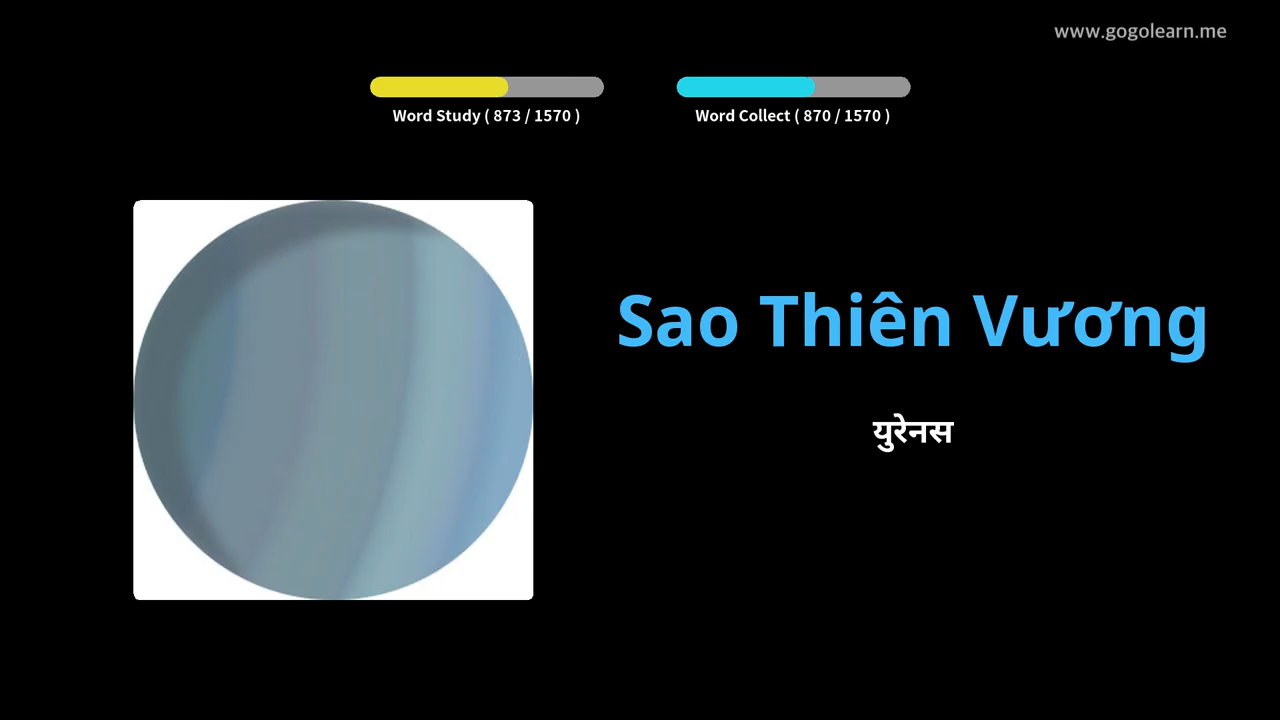 www.gogolearn.me
Word Study ( 873 / 1570 )
Word Collect ( 870 / 1570 )
Sao Thiên Vương
युरेनस